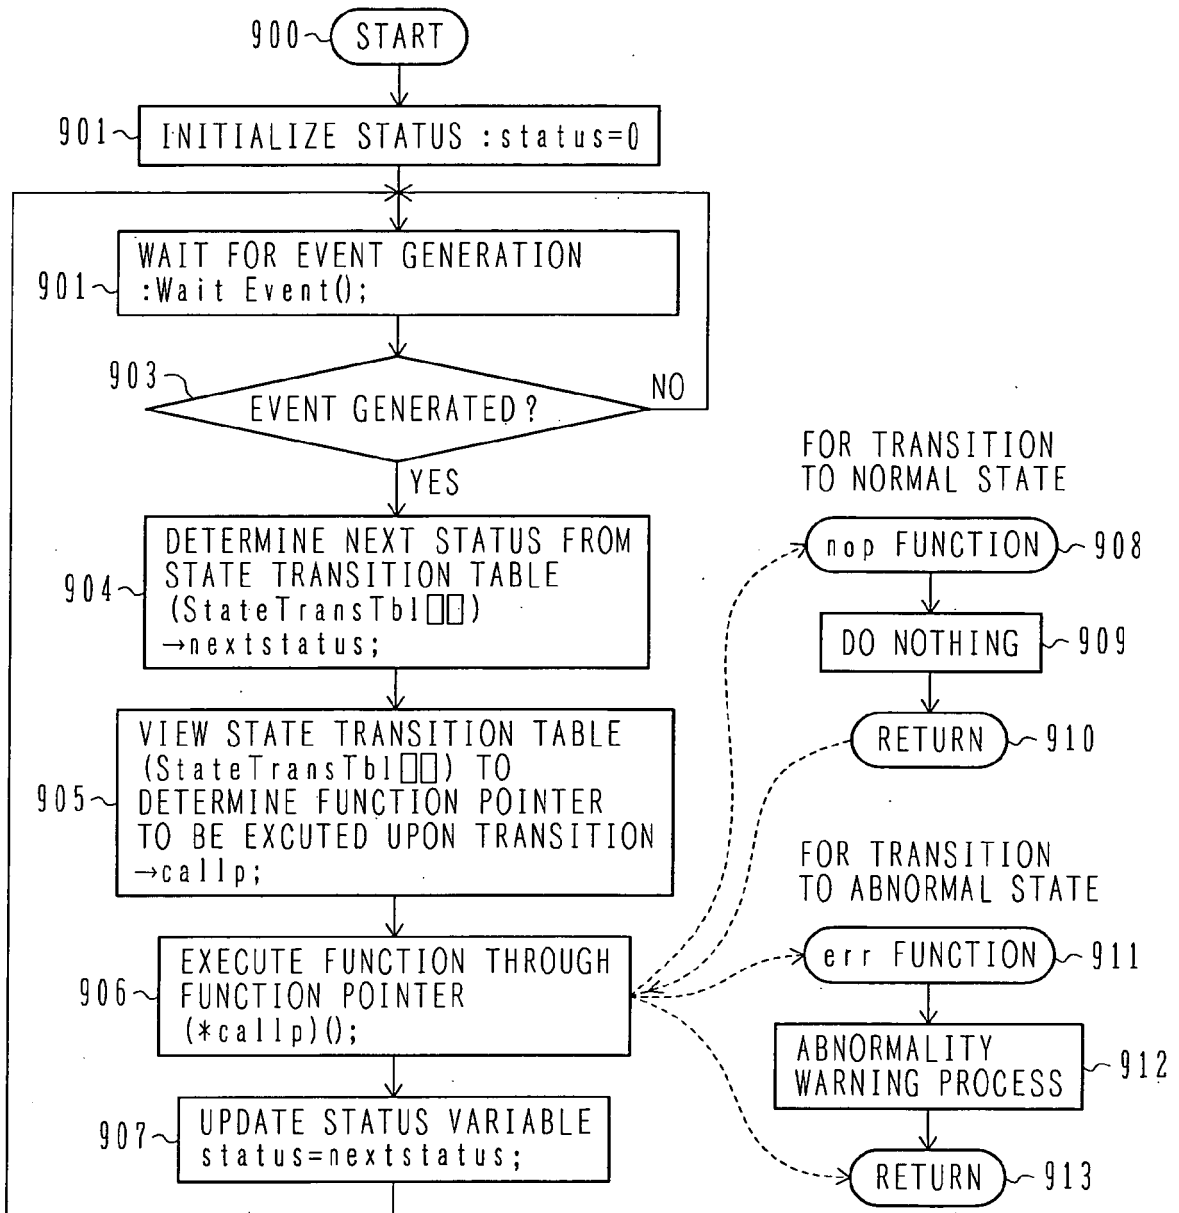 900 START
901 INITIALIZE STATUS :status=0
WAIT FOR EVENT GENERATION
901 :Wait Event();
903
EVENT GENERATED?
NO
YES
DETERMINE NEXT STATUS FROM
904 STATE TRANSITION TABLE
(StateTransTbl[][])
→nextstatus;
VIEW STATE TRANSITION TABLE
(StateTransTbl[][]) TO
905 DETERMINE FUNCTION POINTER
TO BE EXCUTED UPON TRANSITION
→callp;
EXECUTE FUNCTION THROUGH
906 FUNCTION POINTER
(*callp)();
907 UPDATE STATUS VARIABLE
status=nextstatus;
FOR TRANSITION
TO NORMAL STATE
nop FUNCTION 908
DO NOTHING 909
RETURN 910
FOR TRANSITION
TO ABNORMAL STATE
err FUNCTION 911
ABNORMALITY
WARNING PROCESS 912
RETURN 913